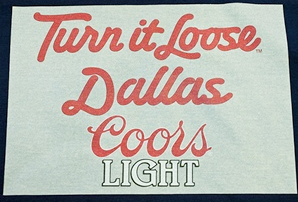 Turn it Loose™
Dallas
Coors
LIGHT